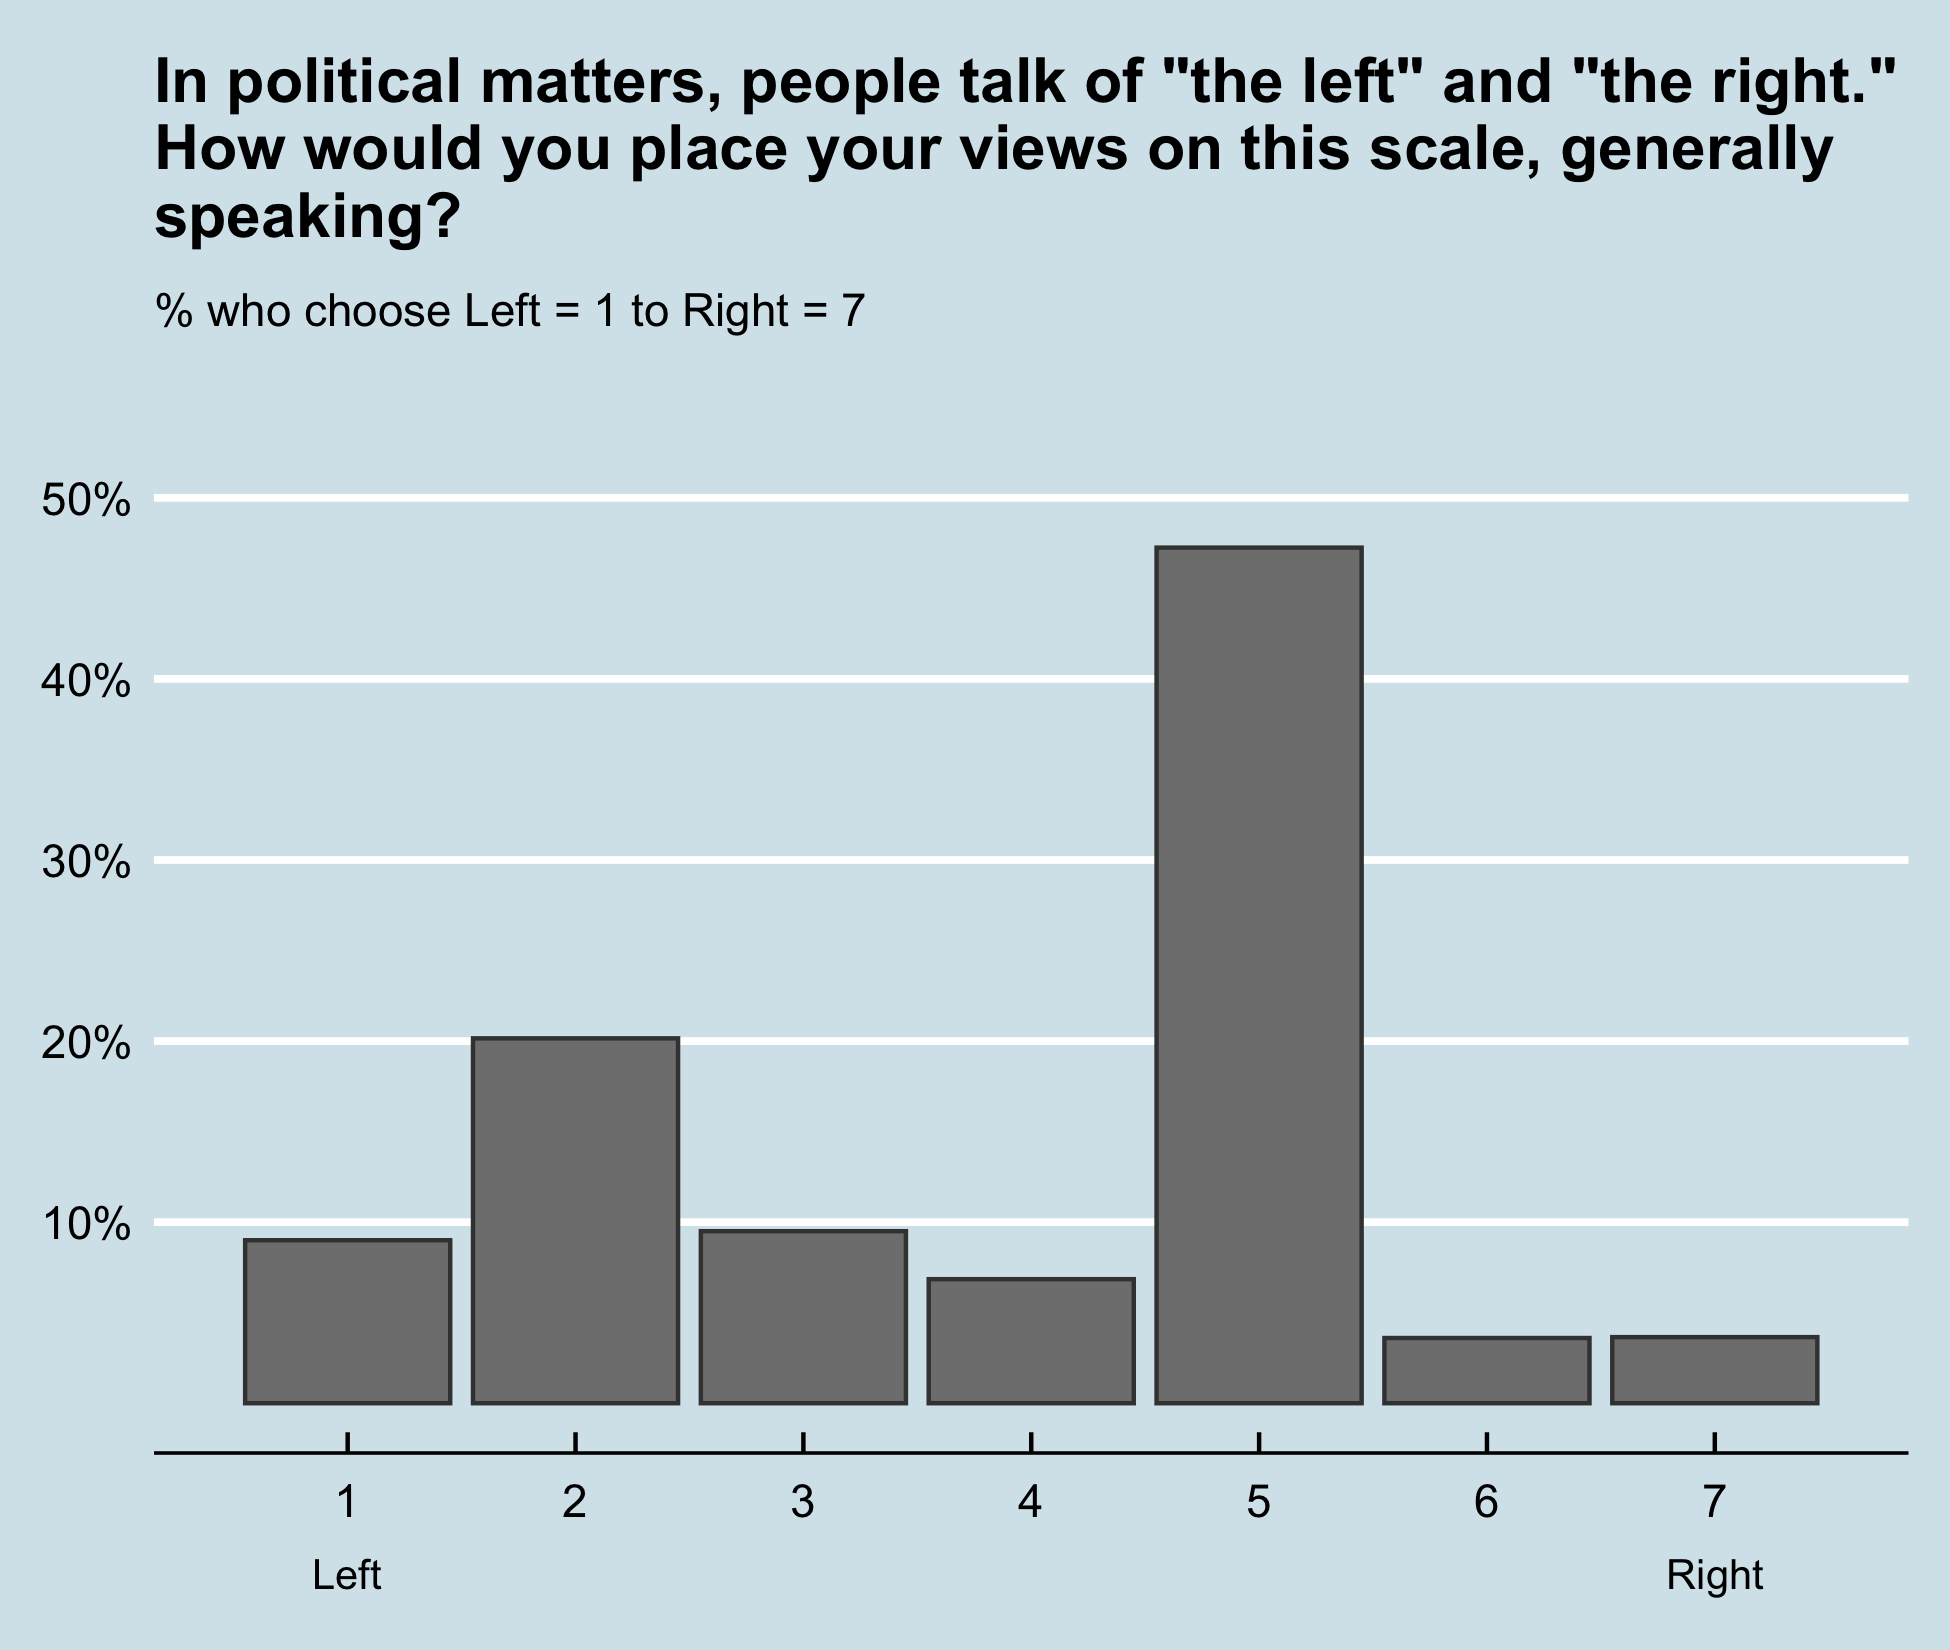 In political matters, people talk of "the left" and "the right."
How would you place your views on this scale, generally
speaking?
% who choose Left = 1 to Right = 7
50%
40%
30%
20%
10%
1 2 3 4 5 6 7
Left Right